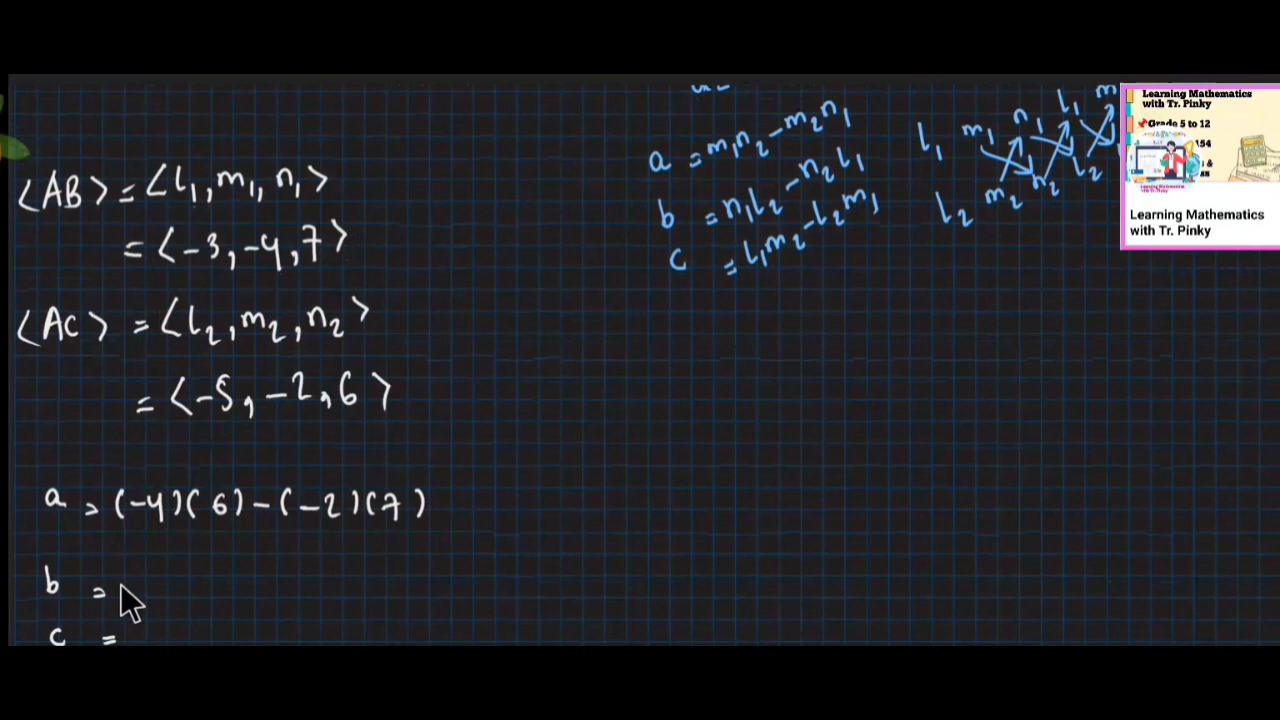 ⟨AB⟩ = ⟨l₁, m₁, n₁⟩
= ⟨-3, -4, 7⟩
⟨AC⟩ = ⟨l₂, m₂, n₂⟩
= ⟨-5, -2, 6⟩
a = (-4)(6) - (-2)(7)
b =
c =
a = m₁n₂ - m₂n₁
b = n₁l₂ - n₂l₁
c = l₁m₂ - l₂m₁
l₁ m₁ n₁ l₁ m
l₂ m₂ n₂ l₂
Learning Mathematics
with Tr. Pinky
📌Grade 5 to 12
154
&
Learning Mathematics
with Tr. Pinky